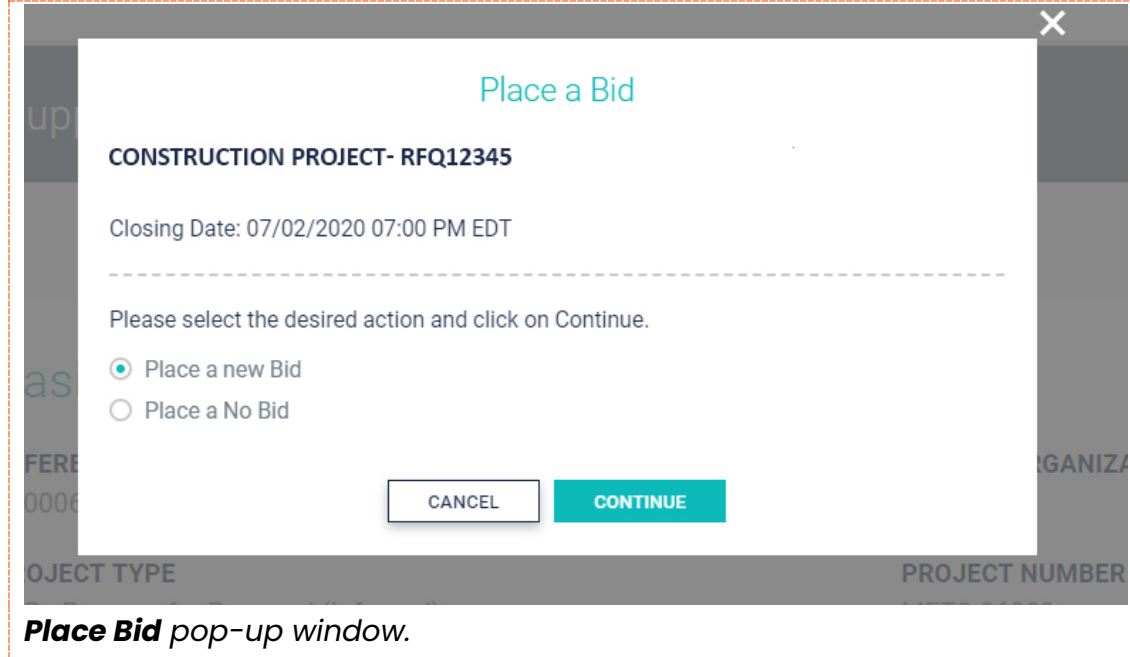 Place a Bid
CONSTRUCTION PROJECT- RFQ12345
Closing Date: 07/02/2020 07:00 PM EDT
Please select the desired action and click on Continue.
Place a new Bid
Place a No Bid
CANCEL CONTINUE
OJECT TYPE PROJECT NUMBER
Place Bid pop-up window.